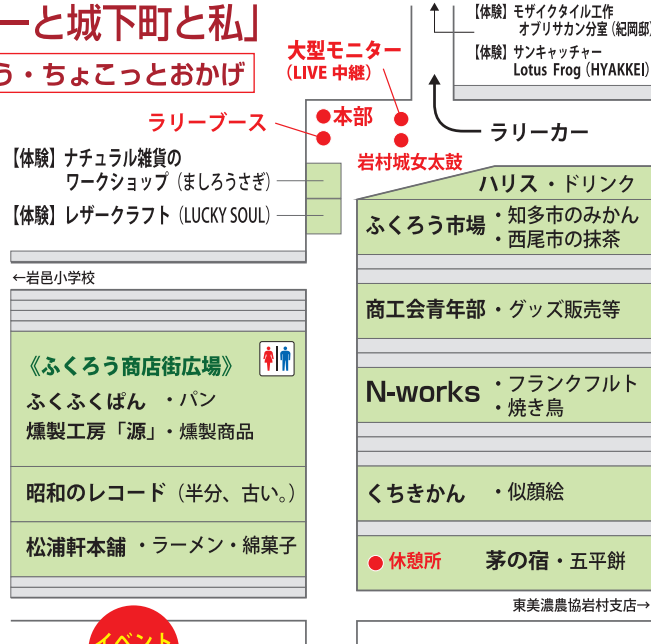 ーと城下町と私」
う・ちょこっとおかげ
大型モニター
(LIVE 中継)
【体験】モザイクタイル工作
オブリサカン分室（紀岡邸）
【体験】サンキャッチャー
Lotus Frog（HYAKKEI）
ラリーカー
ラリーブース
本部
岩村城女太鼓
【体験】ナチュラル雑貨の
ワークショップ（ましろうさぎ）
【体験】レザークラフト（LUCKY SOUL）
←岩邑小学校
《ふくろう商店街広場》
ふくふくぱん ・パン
燻製工房「源」・燻製商品
昭和のレコード（半分、古い。）
松浦軒本舗 ・ラーメン・綿菓子
イベント
ハリス ・ドリンク
ふくろう市場 ・知多市のみかん
・西尾市の抹茶
商工会青年部 ・グッズ販売等
N-works ・フランクフルト
・焼き鳥
くちきかん ・似顔絵
休憩所
茅の宿・五平餅
東美濃農協岩村支店→